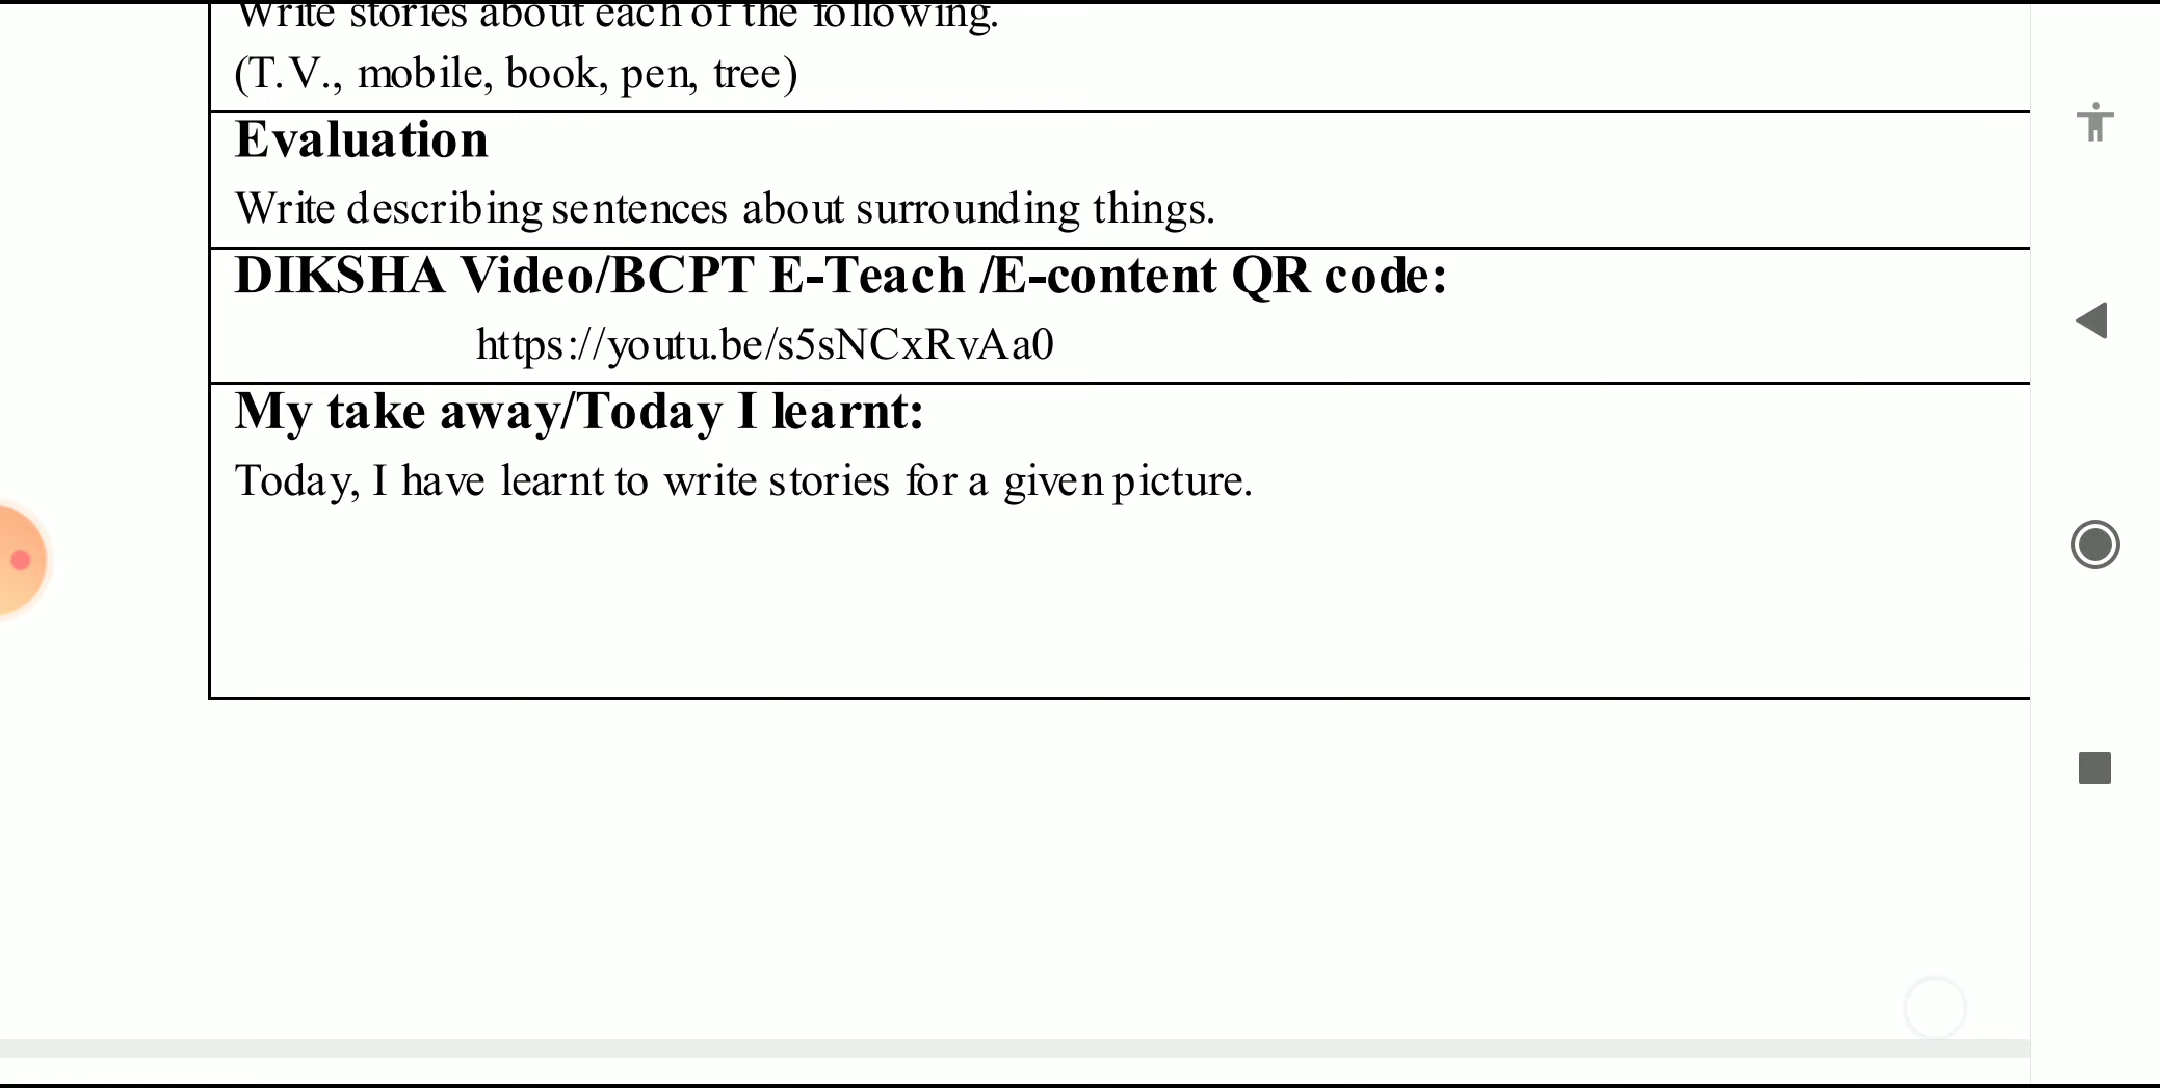 Write stories about each of the following.
(T.V., mobile, book, pen, tree)
Evaluation
Write describing sentences about surrounding things.
DIKSHA Video/BCPT E-Teach /E-content QR code:
https://youtu.be/s5sNCxRvAa0
My take away/Today I learnt:
Today, I have learnt to write stories for a given picture.